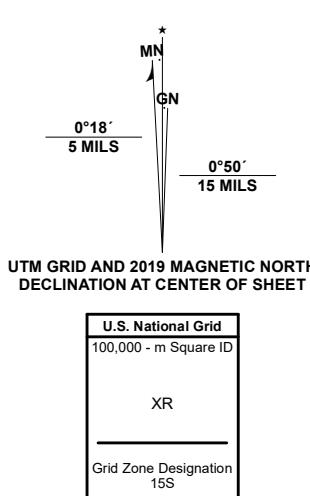 ★
MN
GN
0°18´
5 MILS
0°50´
15 MILS
UTM GRID AND 2019 MAGNETIC NORTH
DECLINATION AT CENTER OF SHEET
U.S. National Grid
100,000 - m Square ID
XR
Grid Zone Designation
15S